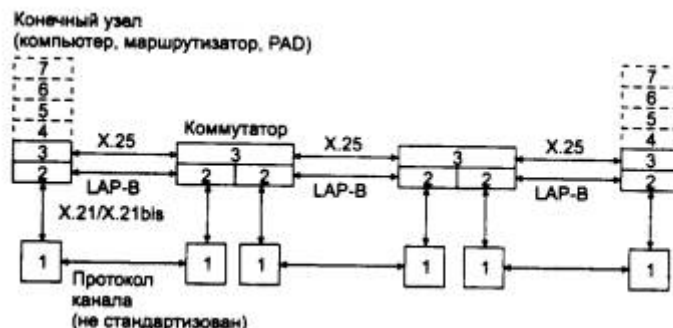 Конечный узел
(компьютер, маршрутизатор, PAD)
7
6
5
4
3
2
X.25
LAP-B
X.21/X.21bis
Коммутатор
3
2 2
X.25
LAP-B
3
2 2
X.25
LAP-B
7
6
5
4
3
2
1 1 1 1 1 1
Протокол
канала
(не стандартизован)